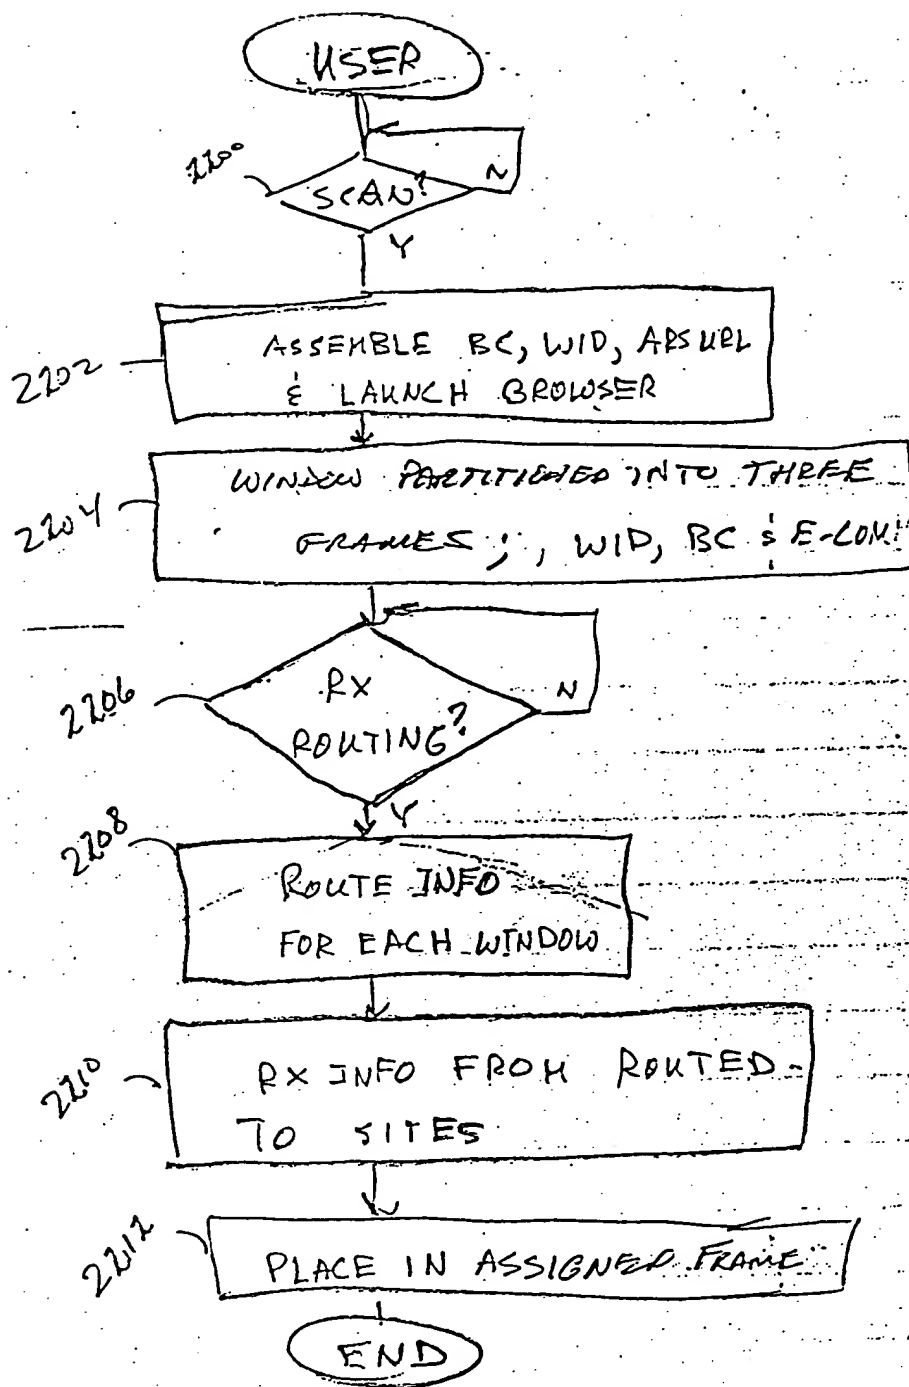 USER
2200
SCAN?
N
Y
2202
ASSEMBLE BC, WID, ARS URL
& LAUNCH BROWSER
2204
WINDOW PARTITIONED INTO THREE
FRAMES ; , WID, BC & E-COM
2206
RX
ROUTING?
N
Y
2208
ROUTE INFO
FOR EACH WINDOW
2210
RX INFO FROM ROUTED-
TO SITES
2212
PLACE IN ASSIGNED FRAME
END